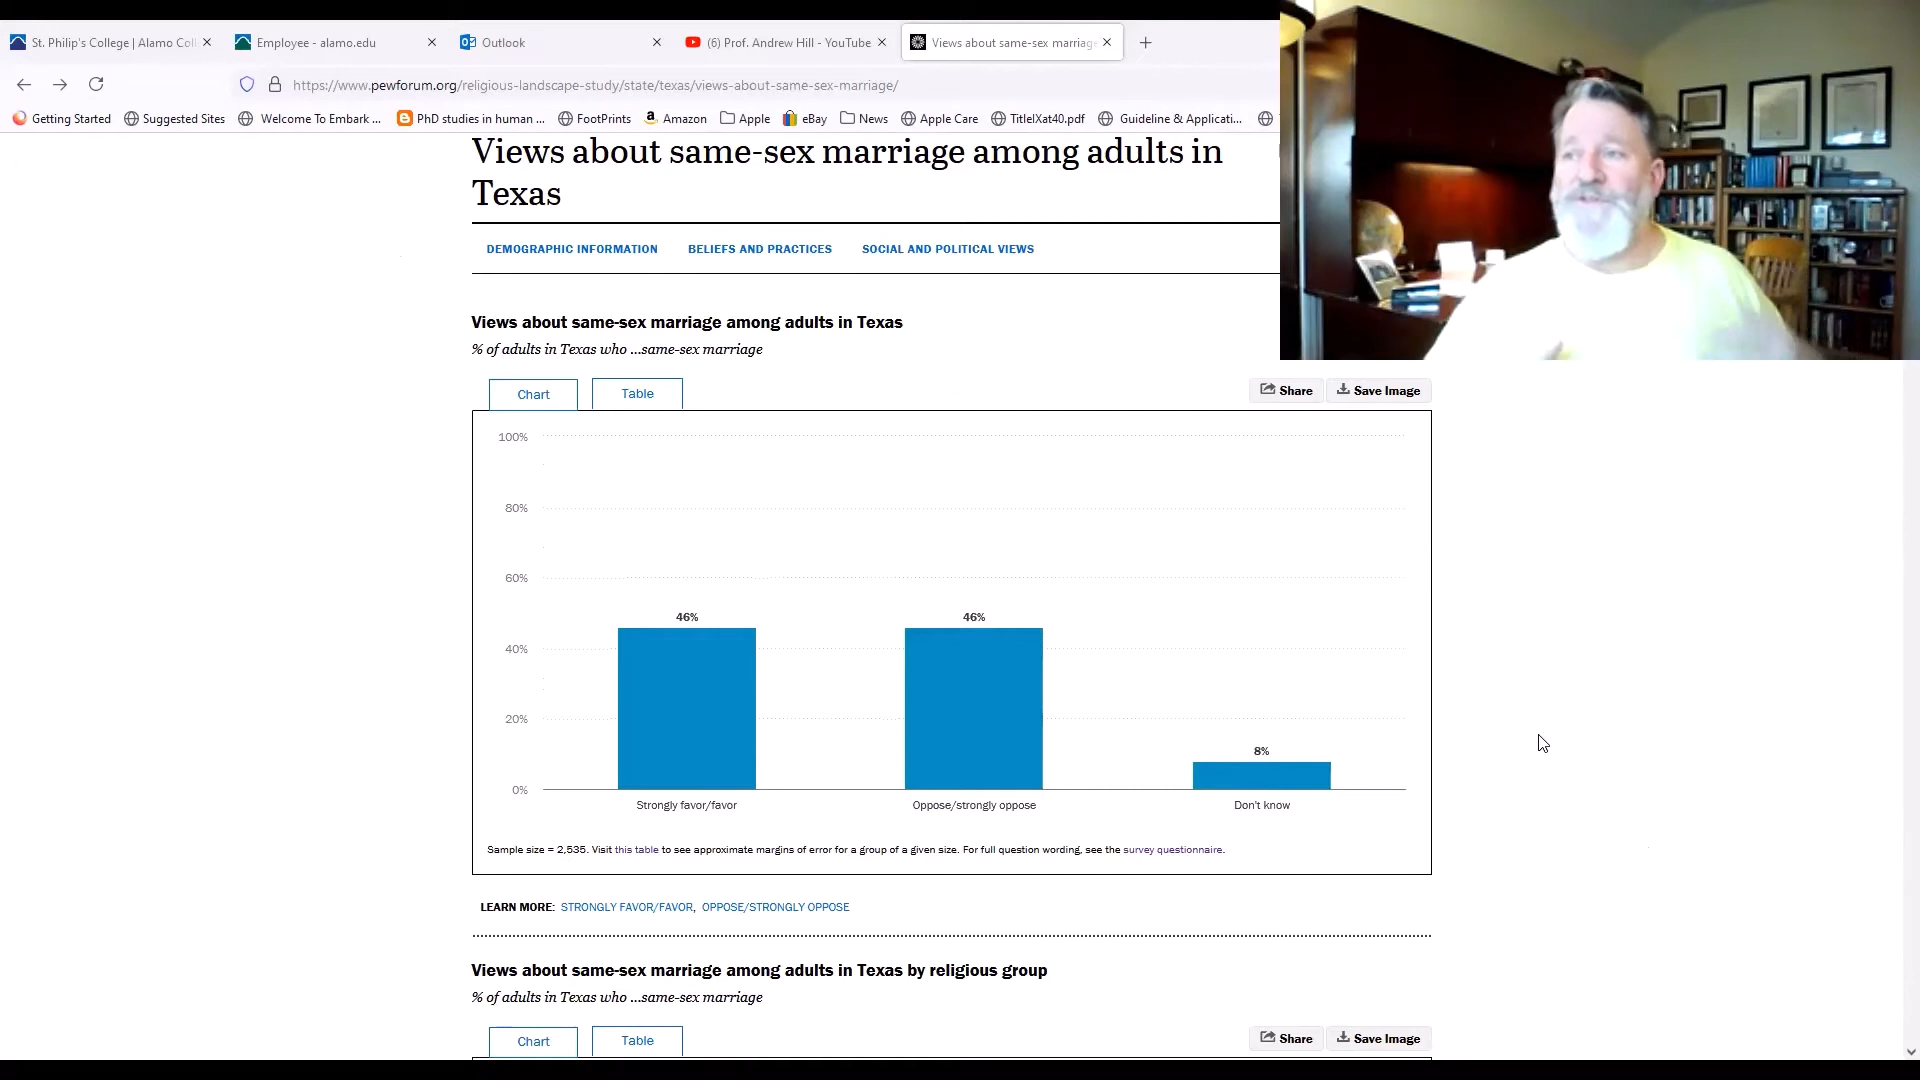 St. Philip's College | Alamo Coll
Employee - alamo.edu
Outlook
(6) Prof. Andrew Hill - YouTube
Views about same-sex marriage
https://www.pewforum.org/religious-landscape-study/state/texas/views-about-same-sex-marriage/
Getting Started
Suggested Sites
Welcome To Embark ...
PhD studies in human ...
FootPrints
Amazon
Apple
eBay
News
Apple Care
TitleIXat40.pdf
Guideline & Applicati...
Views about same-sex marriage among adults in
Texas
DEMOGRAPHIC INFORMATION
BELIEFS AND PRACTICES
SOCIAL AND POLITICAL VIEWS
Views about same-sex marriage among adults in Texas
% of adults in Texas who ...same-sex marriage
Chart
Table
Share
Save Image
100%
80%
60%
46%
46%
40%
20%
8%
0%
Strongly favor/favor
Oppose/strongly oppose
Don't know
Sample size = 2,535. Visit this table to see approximate margins of error for a group of a given size. For full question wording, see the survey questionnaire.
LEARN MORE: STRONGLY FAVOR/FAVOR, OPPOSE/STRONGLY OPPOSE
Views about same-sex marriage among adults in Texas by religious group
% of adults in Texas who ...same-sex marriage
Chart
Table
Share
Save Image